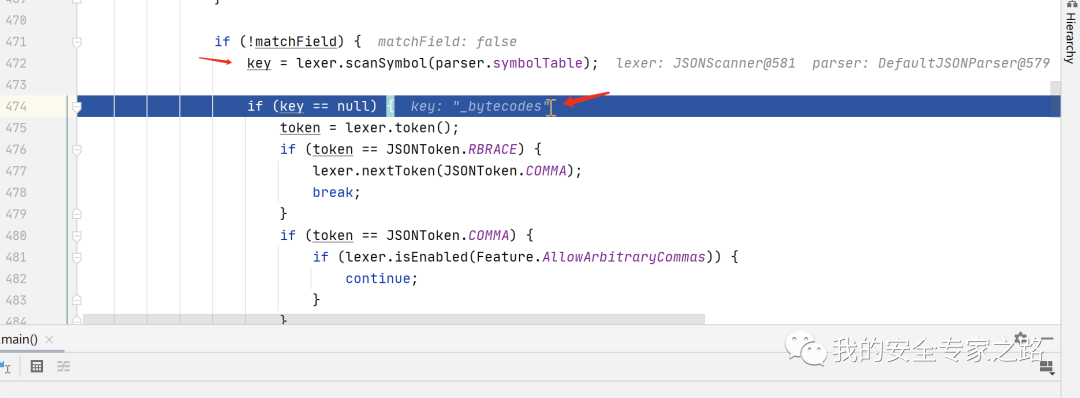 470
471 if (!matchField) { matchField: false
472 key = lexer.scanSymbol(parser.symbolTable); lexer: JSONScanner@581 parser: DefaultJSONParser@579
473
474 if (key == null) { key: "_bytecodes"
475 token = lexer.token();
476 if (token == JSONToken.RBRACE) {
477 lexer.nextToken(JSONToken.COMMA);
478 break;
479 }
480 if (token == JSONToken.COMMA) {
481 if (lexer.isEnabled(Feature.AllowArbitraryCommas)) {
482 continue;
483 }
484 }
Hierarchy
.main() ×
我的安全专家之路